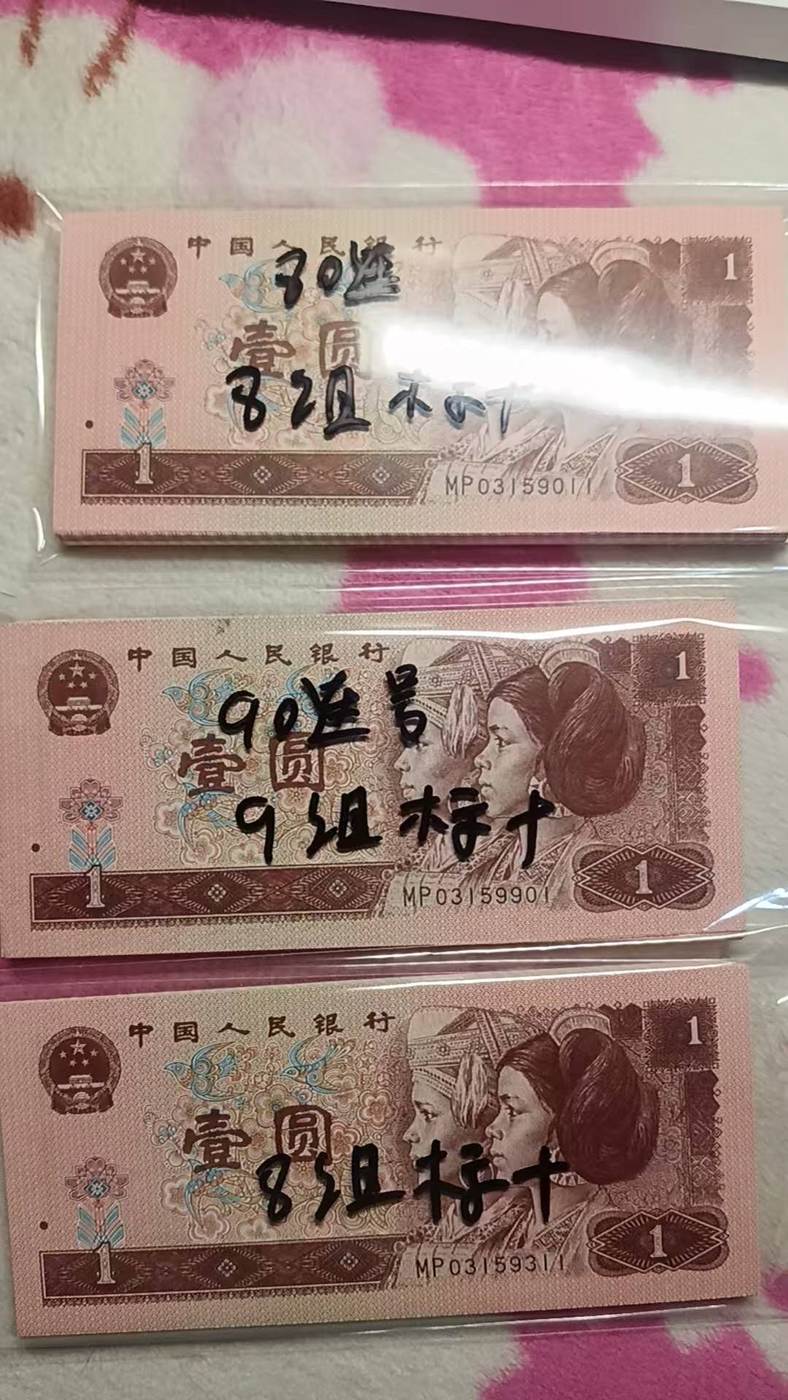 中国人民银行
1
80连
壹圆
8组 标十
1
MP03159011
1
中国人民银行
1
90连号
壹圆
9组 标十
1
MP03159901
1
中国人民银行
1
壹圆
8组标十
1
MP03159311
1